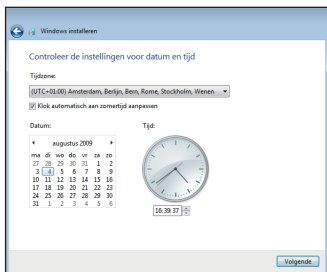 Windows installeren
Controleer de instellingen voor datum en tijd
Tijdzone:
(UTC+01:00) Amsterdam, Berlijn, Bern, Rome, Stockholm, Wenen
Klok automatisch aan zomertijd aanpassen
Datum: Tijd:
augustus 2009
ma di wo do vr za zo
27 28 29 30 31 1 2
3 4 5 6 7 8 9
10 11 12 13 14 15 16
17 18 19 20 21 22 23
24 25 26 27 28 29 30
31 1 2 3 4 5 6
16:39:37
Volgende